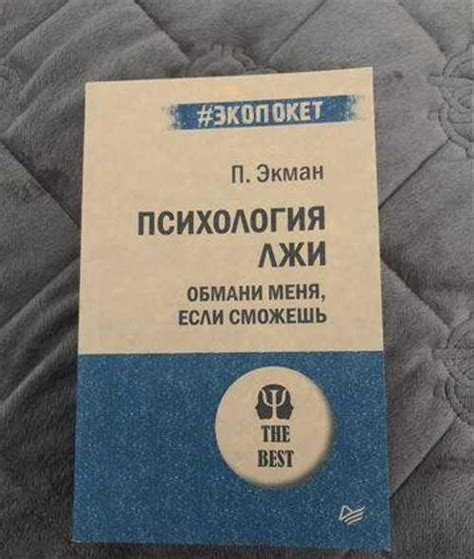 #ЭКОПОКЕТ
П. Экман
ПСИХОЛОГИЯ
ЛЖИ
ОБМАНИ МЕНЯ,
ЕСЛИ СМОЖЕШЬ
Ψ
THE
BEST